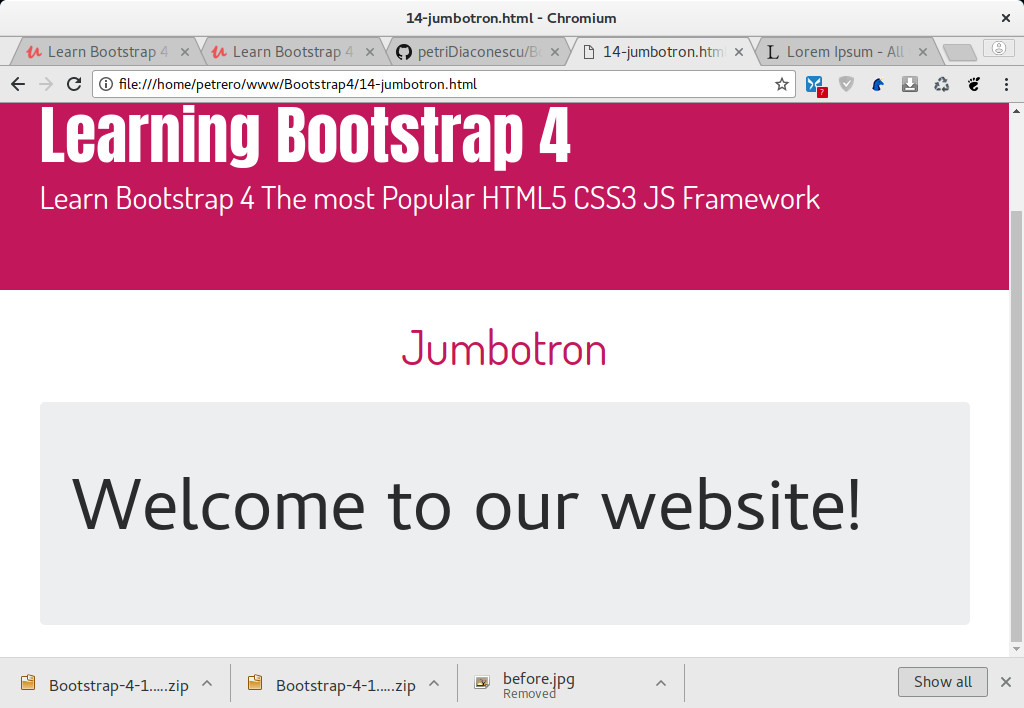 14-jumbotron.html - Chromium
Learn Bootstrap 4
Learn Bootstrap 4
petriDiaconescu/B
14-jumbotron.htm
Lorem Ipsum - All
file:///home/petrero/www/Bootstrap4/14-jumbotron.html
Learning Bootstrap 4
Learn Bootstrap 4 The most Popular HTML5 CSS3 JS Framework
Jumbotron
Welcome to our website!
Bootstrap-4-1.....zip
Bootstrap-4-1.....zip
before.jpg
Removed
Show all